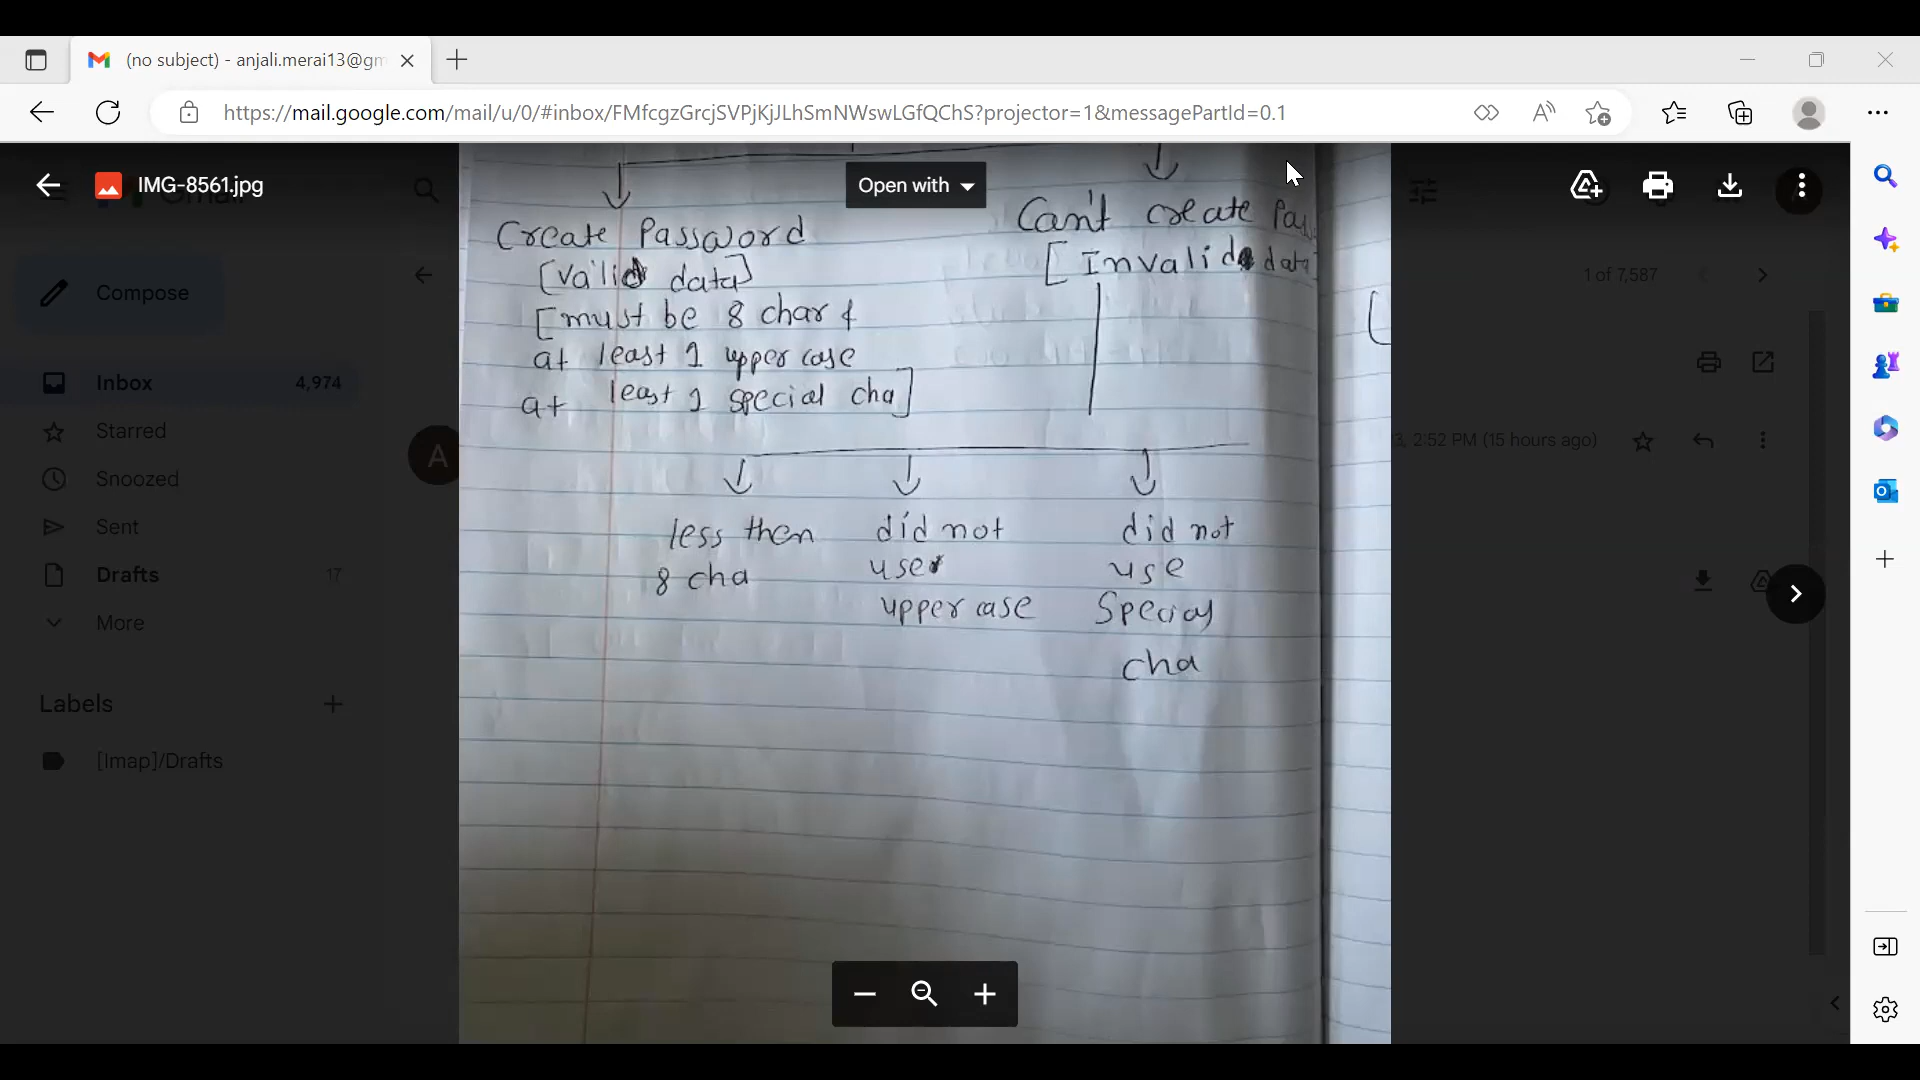 (no subject) - anjali.merai13@gm
https://mail.google.com/mail/u/0/#inbox/FMfcgzGrcjSVPjKjJLhSmNWswLGfQChS?projector=1&messagePartId=0.1
IMG-8561.jpg
Open with
Compose
1 of 7,587
Inbox 4,974
Starred
Snoozed
Sent
Drafts 17
More
Labels
[Imap]/Drafts
A
3, 2:52 PM (15 hours ago)
Create Password
[Valid data]
[must be 8 char &
at least 1 upper case
at least 1 special cha]
Can't create Pa
[Invalid data
less then
8 cha
did not
use
upper case
did not
use
Special
cha